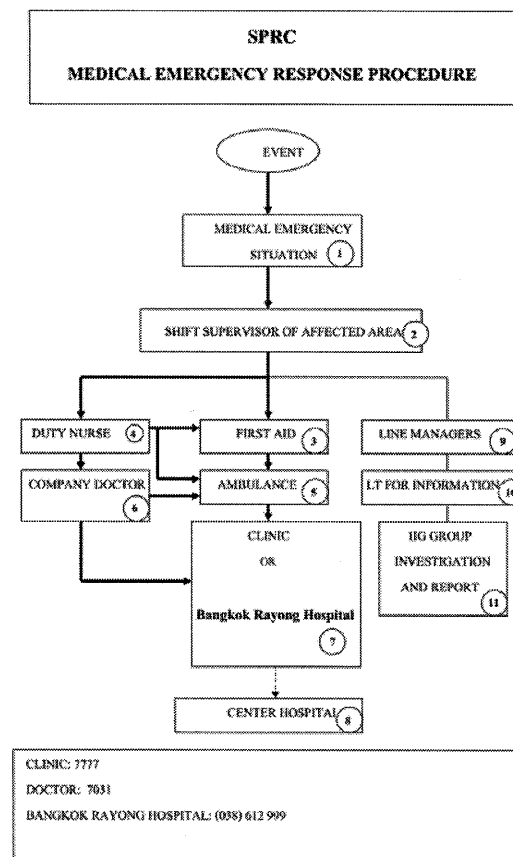 SPRC
MEDICAL EMERGENCY RESPONSE PROCEDURE
EVENT
MEDICAL EMERGENCY
SITUATION 1
SHIFT SUPERVISOR OF AFFECTED AREA 2
DUTY NURSE 4
FIRST AID 3
LINE MANAGERS 9
COMPANY DOCTOR 6
AMBULANCE 5
LT FOR INFORMATION 10
CLINIC
OR
Bangkok Rayong Hospital
7
IIG GROUP
INVESTIGATION
AND REPORT 11
CENTER HOSPITAL 8
CLINIC: 7777
DOCTOR: 7031
BANGKOK RAYONG HOSPITAL: (038) 612 999